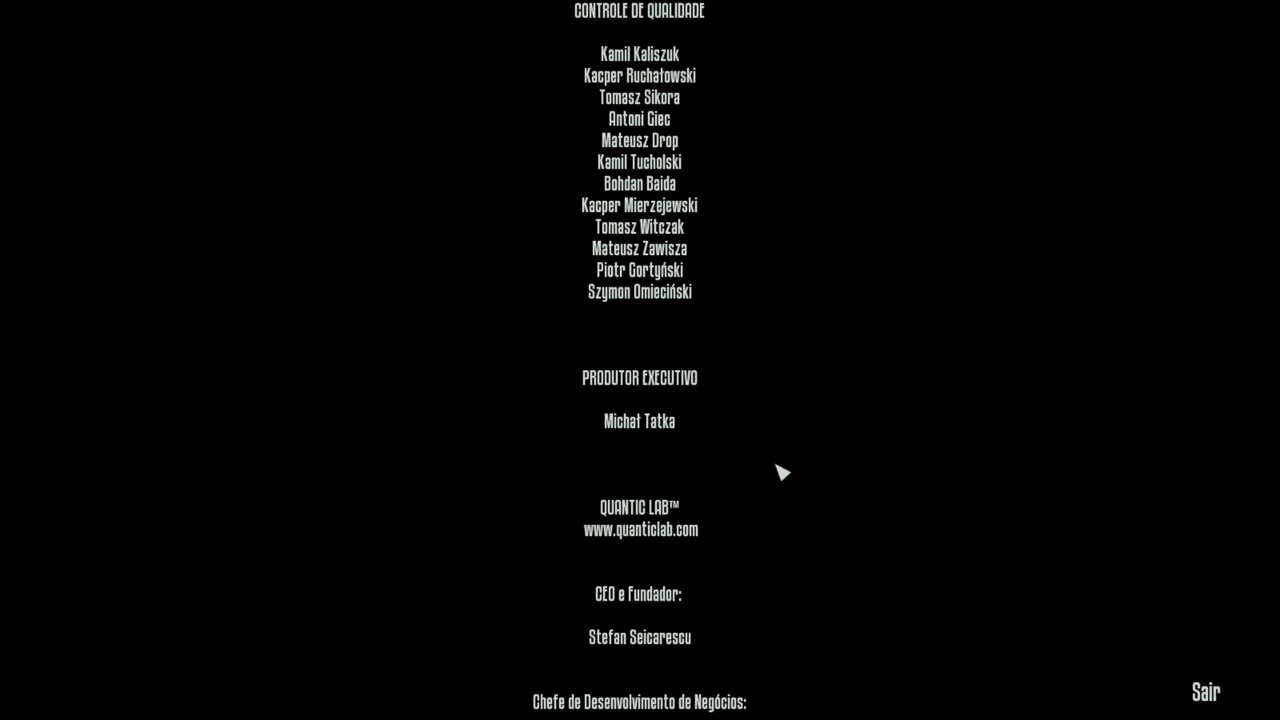 CONTROLE DE QUALIDADE
Kamil Kaliszuk
Kacper Ruchałowski
Tomasz Sikora
Antoni Giec
Mateusz Drop
Kamil Tucholski
Bohdan Baida
Kacper Mierzejewski
Tomasz Witczak
Mateusz Zawisza
Piotr Gortyński
Szymon Omieciński
PRODUTOR EXECUTIVO
Michał Tatka
QUANTIC LAB™
www.quanticlab.com
CEO e Fundador:
Stefan Seicarescu
Chefe de Desenvolvimento de Negócios:
Sair